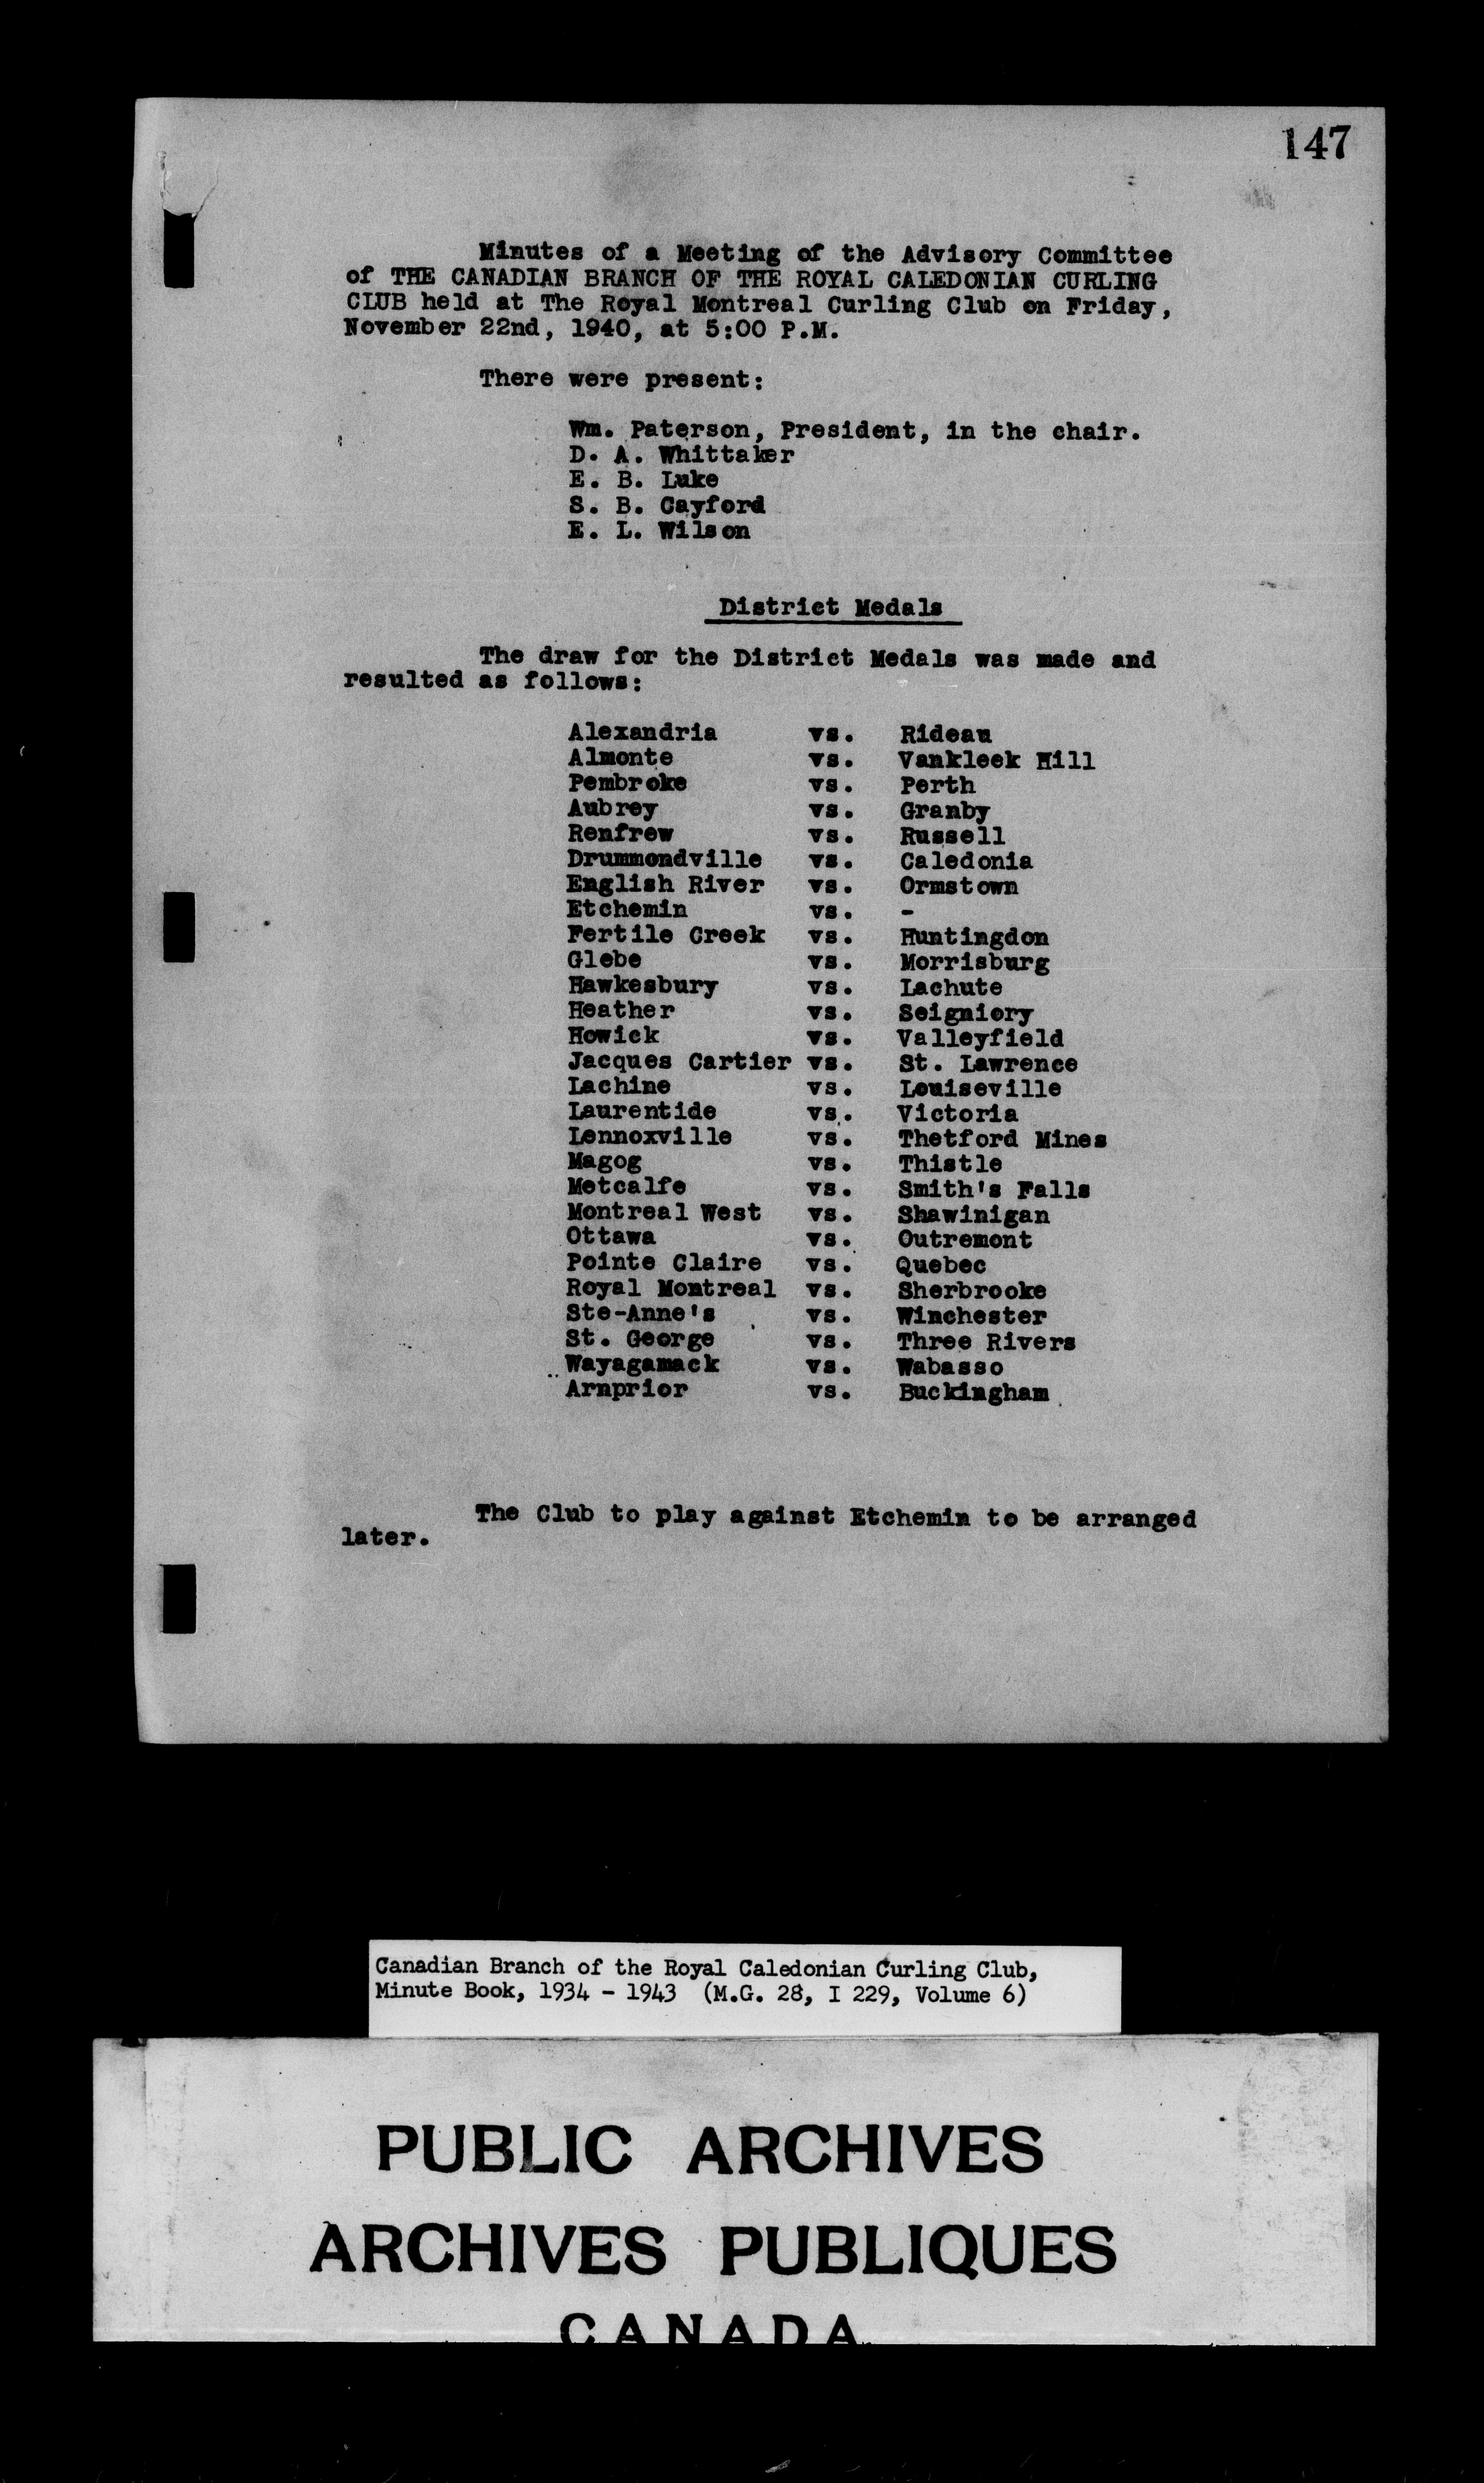 147
Minutes of a Meeting of the Advisory Committee
of THE CANADIAN BRANCH OF THE ROYAL CALEDONIAN CURLING
CLUB held at The Royal Montreal Curling Club on Friday,
November 22nd, 1940, at 5:00 P.M.
There were present:
Wm. Paterson, President, in the chair.
D. A. Whittaker
E. B. Luke
S. B. Cayford
E. L. Wilson
District Medals
The draw for the District Medals was made and
resulted as follows:
Alexandria vs. Rideau
Almonte vs. Vankleek Hill
Pembroke vs. Perth
Aubrey vs. Granby
Renfrew vs. Russell
Drummondville vs. Caledonia
English River vs. Ormstown
Etchemin vs. -
Fertile Creek vs. Huntingdon
Glebe vs. Morrisburg
Hawkesbury vs. Lachute
Heather vs. Seigniory
Howick vs. Valleyfield
Jacques Cartier vs. St. Lawrence
Lachine vs. Louiseville
Laurentide vs. Victoria
Lennoxville vs. Thetford Mines
Magog vs. Thistle
Metcalfe vs. Smith's Falls
Montreal West vs. Shawinigan
Ottawa vs. Outremont
Pointe Claire vs. Quebec
Royal Montreal vs. Sherbrooke
Ste-Anne's vs. Winchester
St. George vs. Three Rivers
Wayagamack vs. Wabasso
Arnprior vs. Buckingham
The Club to play against Etchemin to be arranged
later.
Canadian Branch of the Royal Caledonian Curling Club,
Minute Book, 1934 - 1943 (M.G. 28, I 229, Volume 6)
PUBLIC ARCHIVES
ARCHIVES PUBLIQUES
CANADA